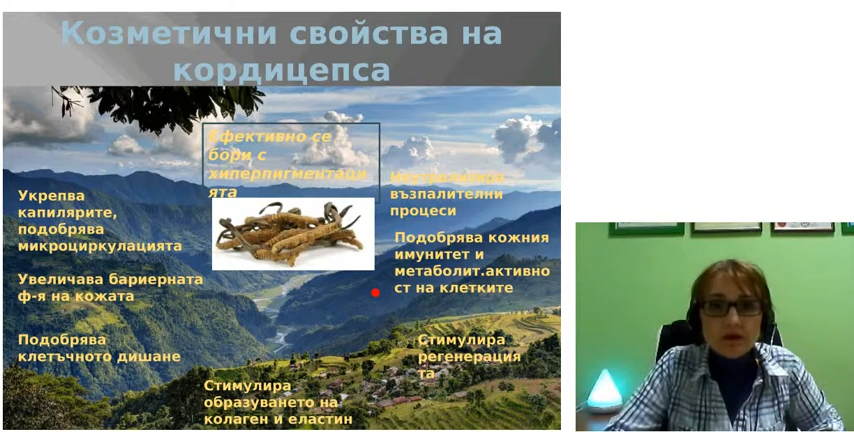 Козметични свойства на
кордицепса
Ефективно се
бори с
хиперпигментаци
ята
Укрепва
капилярите,
подобрява
микроциркулацията
Увеличава бариерната
ф-я на кожата
Подобрява
клетъчното дишане
Стимулира
образуването на
колаген и еластин
Неутрализира
възпалителни
процеси
Подобрява кожния
имунитет и
метаболит.активно
ст на клетките
Стимулира
регенерация
та